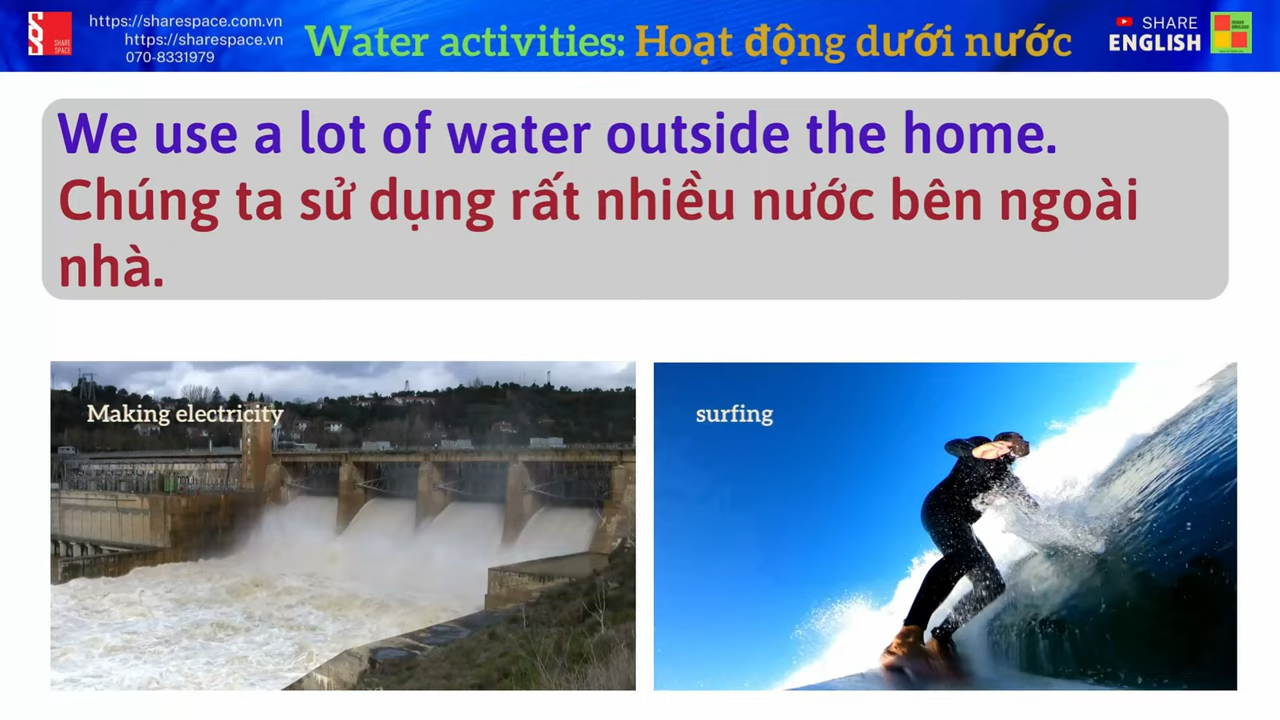 https://sharespace.com.vn
https://sharespace.vn
070-8331979
SHARE
SPACE
Water activities: Hoạt động dưới nước
SHARE
ENGLISH
We use a lot of water outside the home.
Chúng ta sử dụng rất nhiều nước bên ngoài
nhà.
Making electricity
surfing